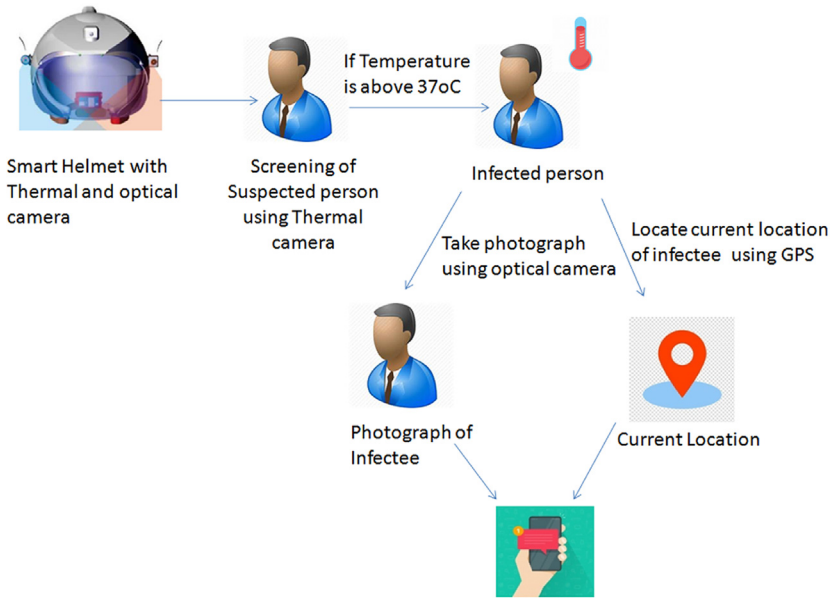 If Temperature
is above 37oC
Smart Helmet with
Thermal and optical
camera
Screening of
Suspected person
using Thermal
camera
Infected person
Take photograph
using optical camera
Locate current location
of infectee using GPS
Photograph of
Infectee
Current Location